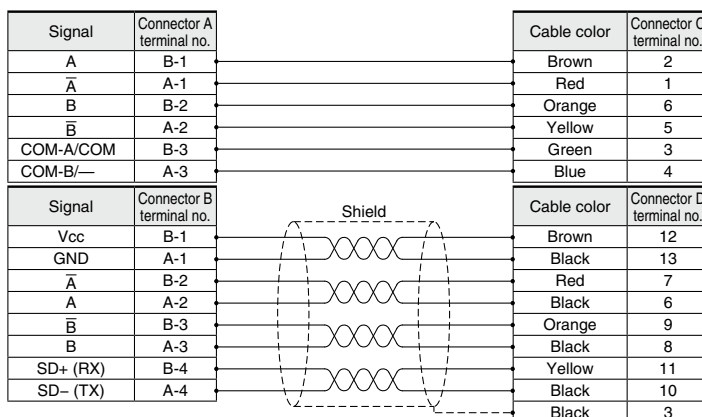 Signal Connector A terminal no. Cable color Connector C terminal no.
A B-1 Brown 2
A̅ A-1 Red 1
B B-2 Orange 6
B̅ A-2 Yellow 5
COM-A/COM B-3 Green 3
COM-B/— A-3 Blue 4
Signal Connector B terminal no. Shield Cable color Connector D terminal no.
Vcc B-1 Brown 12
GND A-1 Black 13
A̅ B-2 Red 7
A A-2 Black 6
B̅ B-3 Orange 9
B A-3 Black 8
SD+ (RX) B-4 Yellow 11
SD− (TX) A-4 Black 10
Black 3